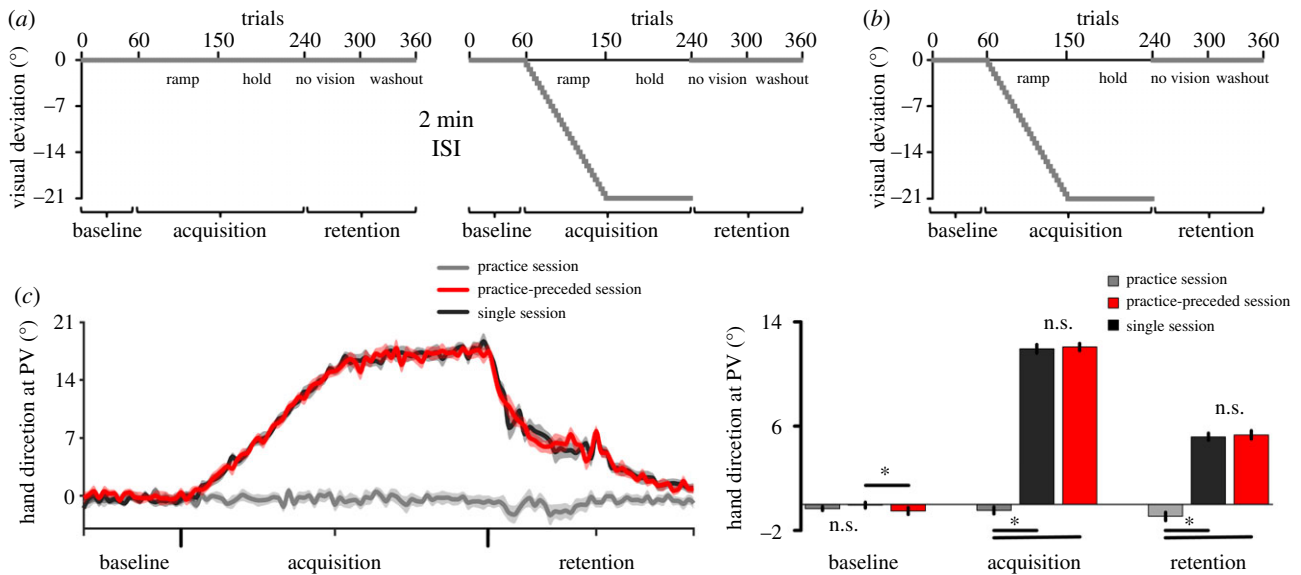 (a)
trials
0 60 150 240 300 360
visual deviation (°)
0
−7
−14
−21
ramp hold no vision washout
baseline acquisition retention
2 min
ISI
trials
0 60 150 240 300 360
ramp hold no vision washout
baseline acquisition retention
(b)
trials
0 60 150 240 300 360
visual deviation (°)
0
−7
−14
−21
ramp hold no vision washout
baseline acquisition retention
(c)
practice session
practice-preceded session
single session
hand dircetion at PV (°)
21
14
7
0
baseline acquisition retention
practice session
practice-preceded session
single session
hand dircetion at PV (°)
14
6
−2
n.s.
*
n.s.
*
n.s.
*
baseline acquisition retention